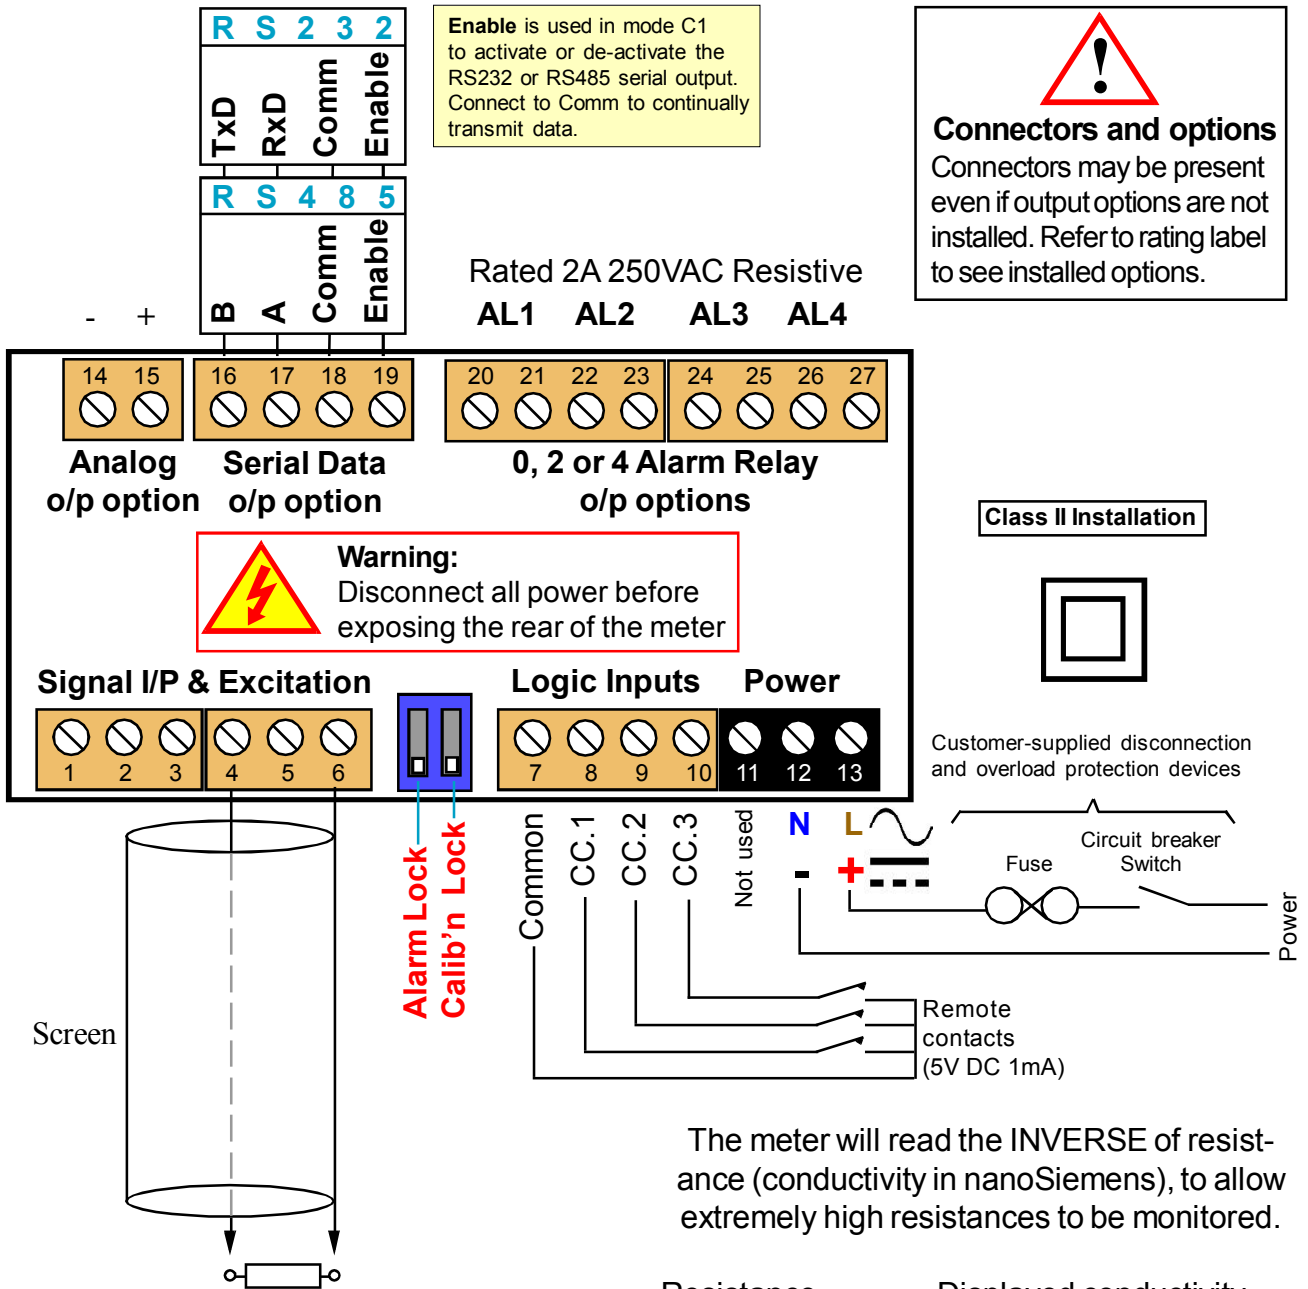 R S 2 3 2
TxD
RxD
Comm
Enable
R S 4 8 5
B
A
Comm
Enable
Enable is used in mode C1
to activate or de-activate the
RS232 or RS485 serial output.
Connect to Comm to continually
transmit data.
!
Connectors and options
Connectors may be present
even if output options are not
installed. Refer to rating label
to see installed options.
Rated 2A 250VAC Resistive
AL1 AL2 AL3 AL4
- +
14 15 16 17 18 19 20 21 22 23 24 25 26 27
Analog
o/p option
Serial Data
o/p option
0, 2 or 4 Alarm Relay
o/p options
Class II Installation
Warning:
Disconnect all power before
exposing the rear of the meter
Signal I/P & Excitation
Logic Inputs
Power
1 2 3 4 5 6 7 8 9 10 11 12 13
Alarm Lock
Calib'n Lock
Common
CC.1
CC.2
CC.3
Not used
N L
- +
Customer-supplied disconnection
and overload protection devices
Fuse
Circuit breaker
Switch
Power
Remote
contacts
(5V DC 1mA)
Screen
The meter will read the INVERSE of resist-
ance (conductivity in nanoSiemens), to allow
extremely high resistances to be monitored.
Resistance Displayed conductivity